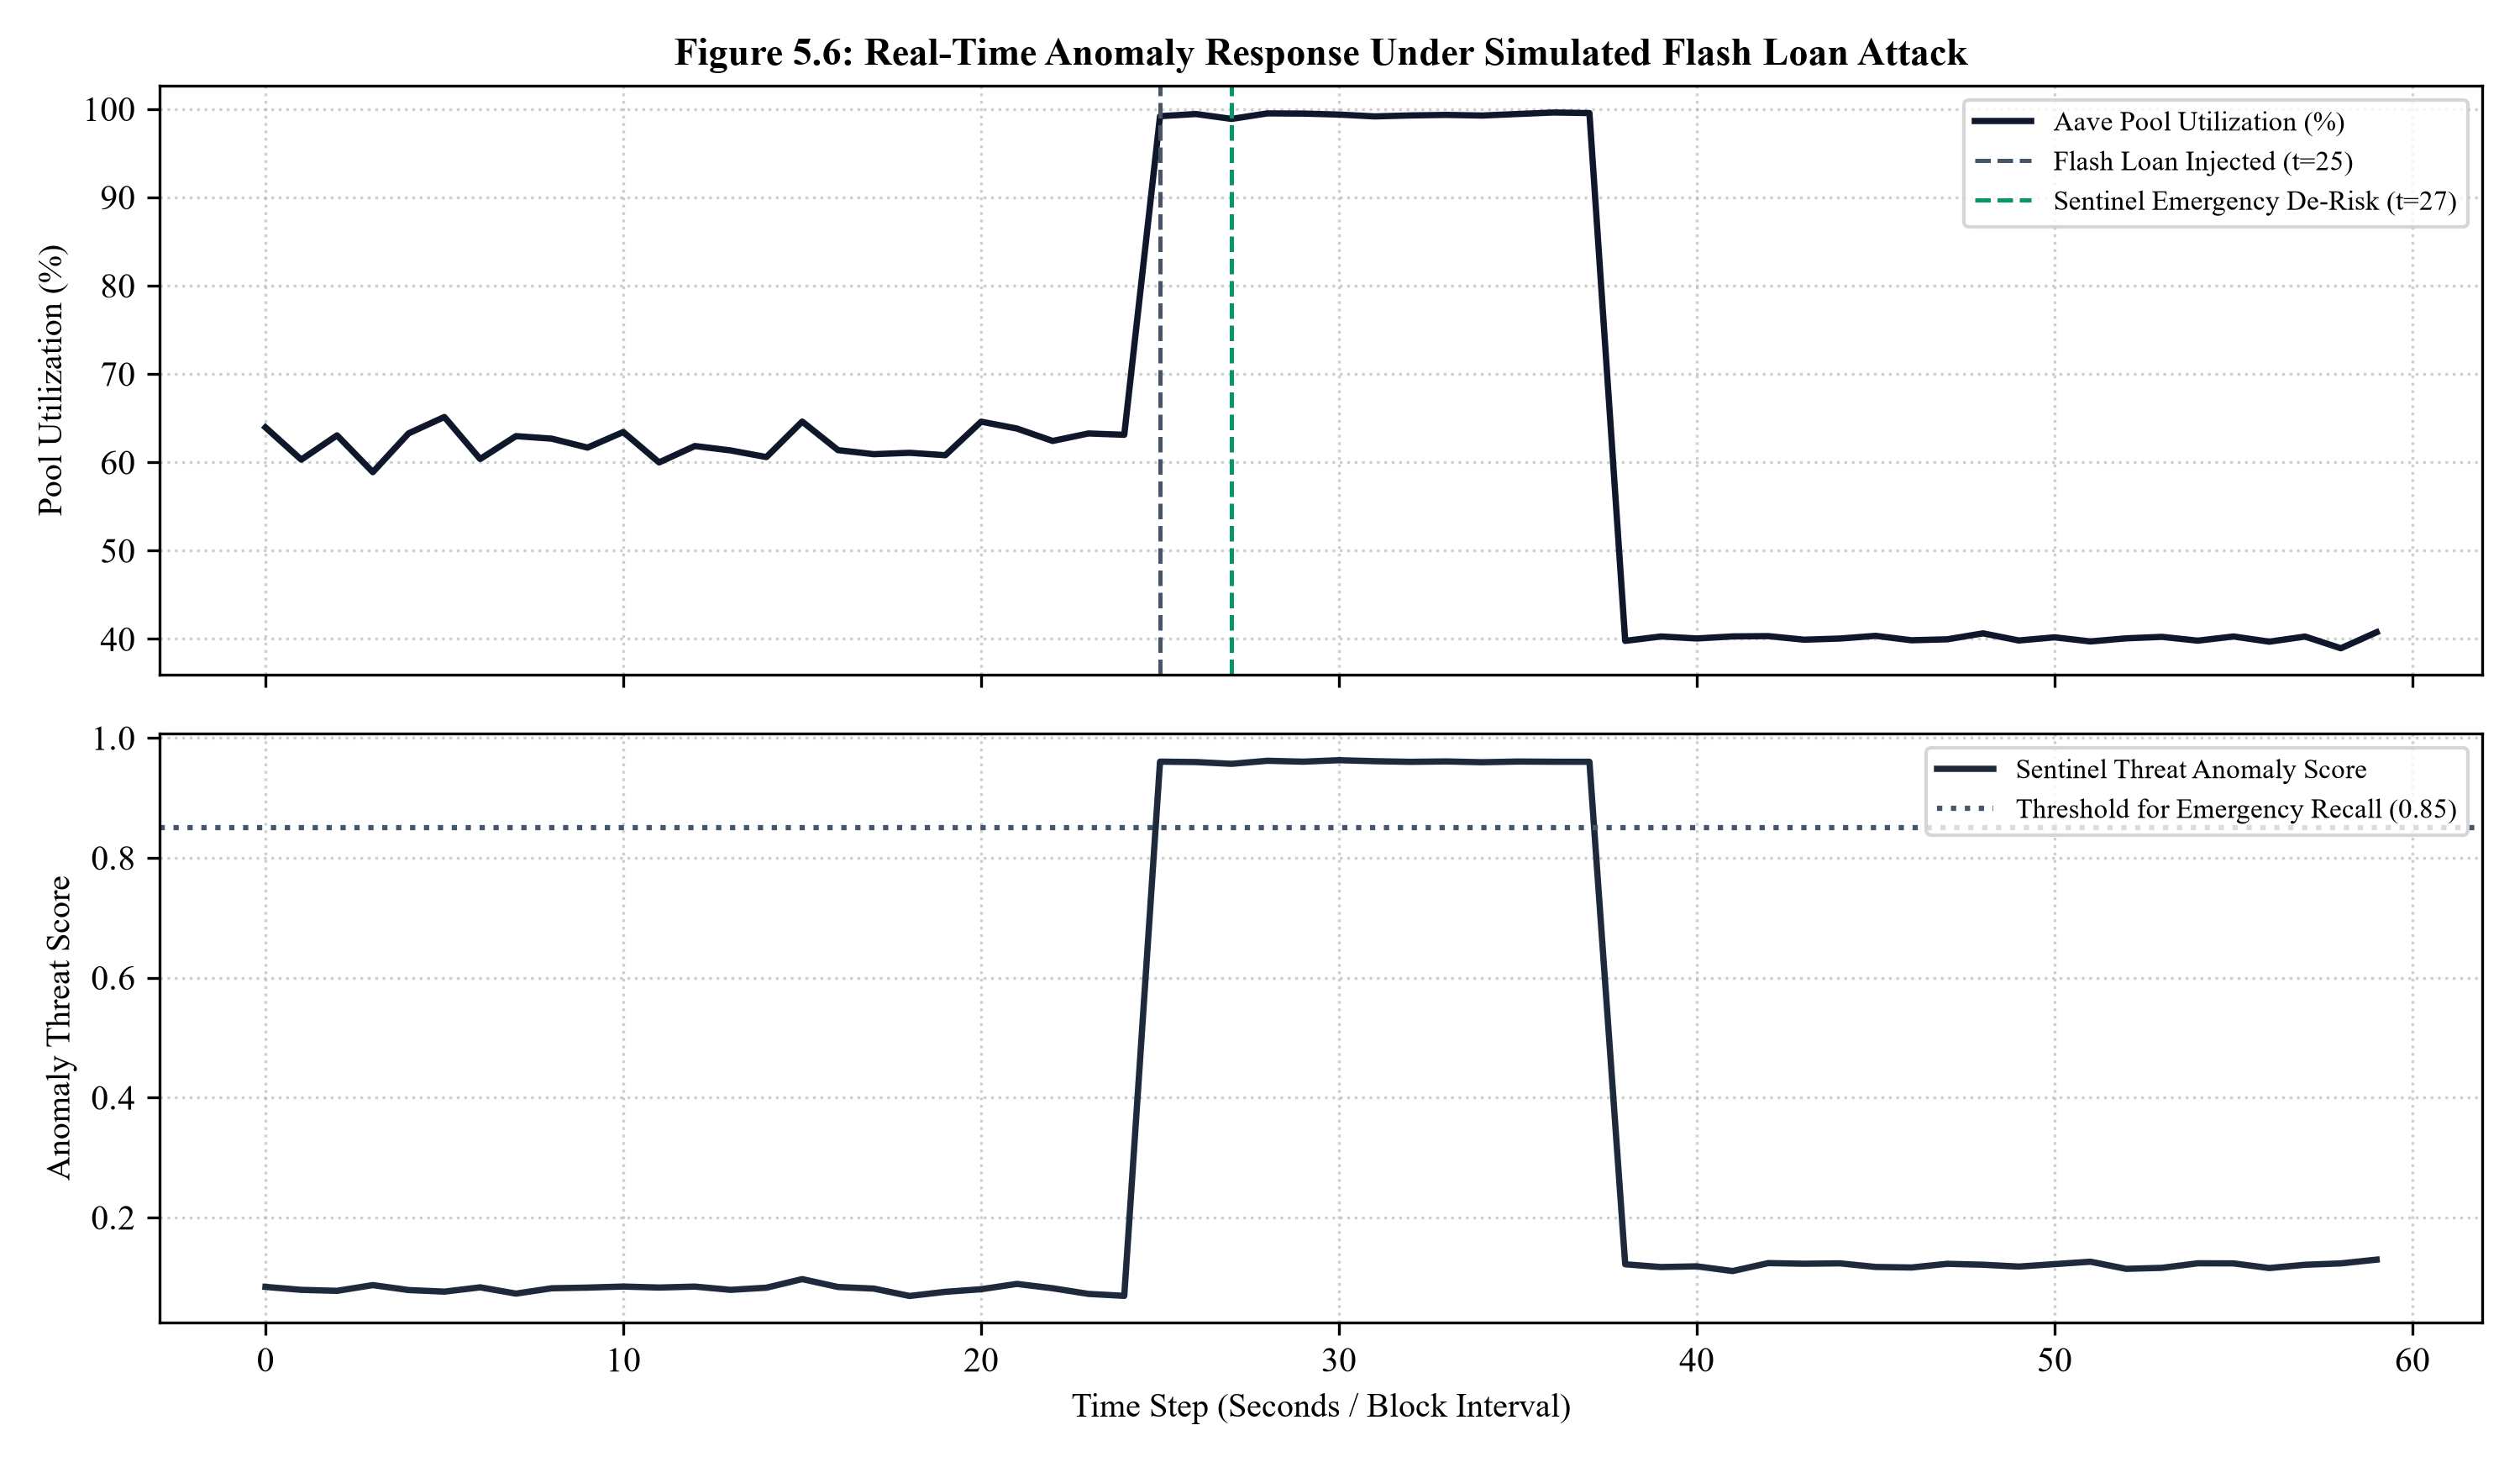 Figure 5.6: Real-Time Anomaly Response Under Simulated Flash Loan Attack
Pool Utilization (%)
100
90
80
70
60
50
40
Aave Pool Utilization (%)
Flash Loan Injected (t=25)
Sentinel Emergency De-Risk (t=27)
Anomaly Threat Score
1.0
0.8
0.6
0.4
0.2
Sentinel Threat Anomaly Score
Threshold for Emergency Recall (0.85)
0 10 20 30 40 50 60
Time Step (Seconds / Block Interval)